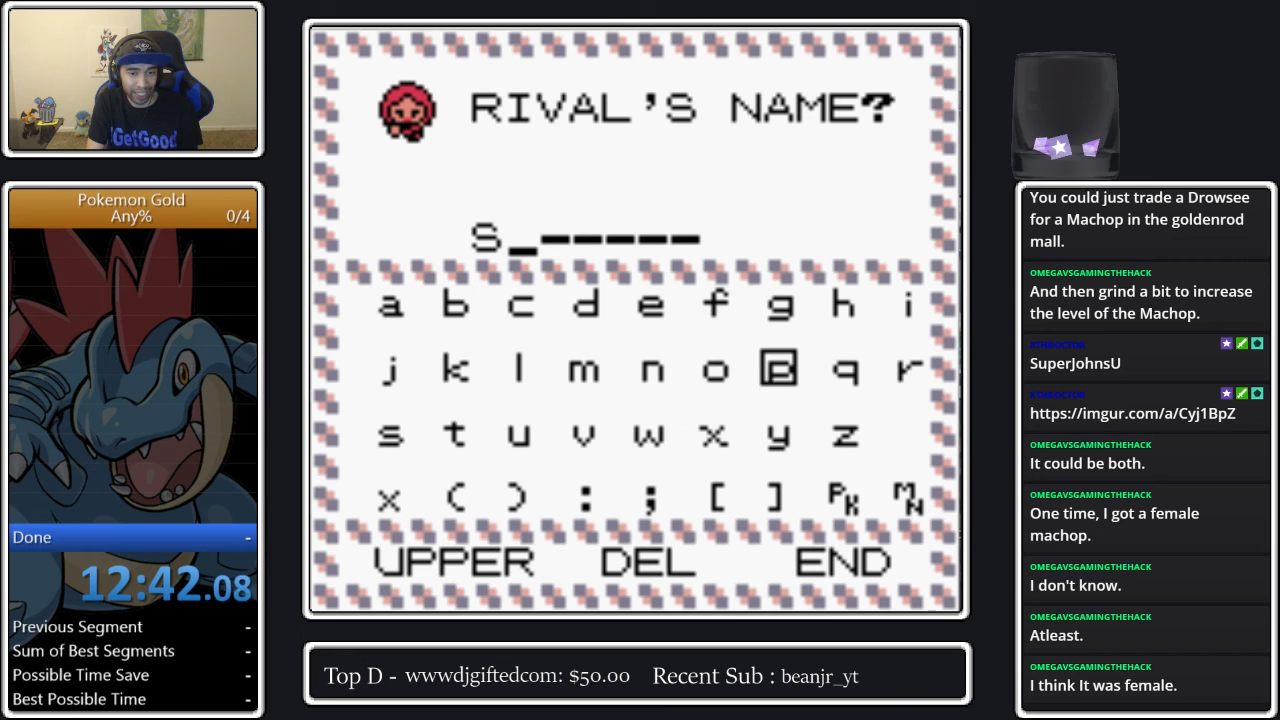 GetGood
Pokemon Gold
Any%
0/4
Done
-
12:42.08
Previous Segment -
Sum of Best Segments -
Possible Time Save -
Best Possible Time -
RIVAL'S NAME?
S_-----
a b c d e f g h i
j k l m n o p q r
s t u v w x y z
x ( ) : ; [ ] PK MN
UPPER DEL END
Top D - wwwdjgiftedcom: $50.00 Recent Sub : beanjr_yt
You could just trade a Drowsee
for a Machop in the goldenrod
mall.
OMEGAVSGAMINGTHEHACK
And then grind a bit to increase
the level of the Machop.
SuperJohnsU
https://imgur.com/a/Cyj1BpZ
OMEGAVSGAMINGTHEHACK
It could be both.
OMEGAVSGAMINGTHEHACK
One time, I got a female
machop.
OMEGAVSGAMINGTHEHACK
I don't know.
OMEGAVSGAMINGTHEHACK
Atleast.
OMEGAVSGAMINGTHEHACK
I think It was female.